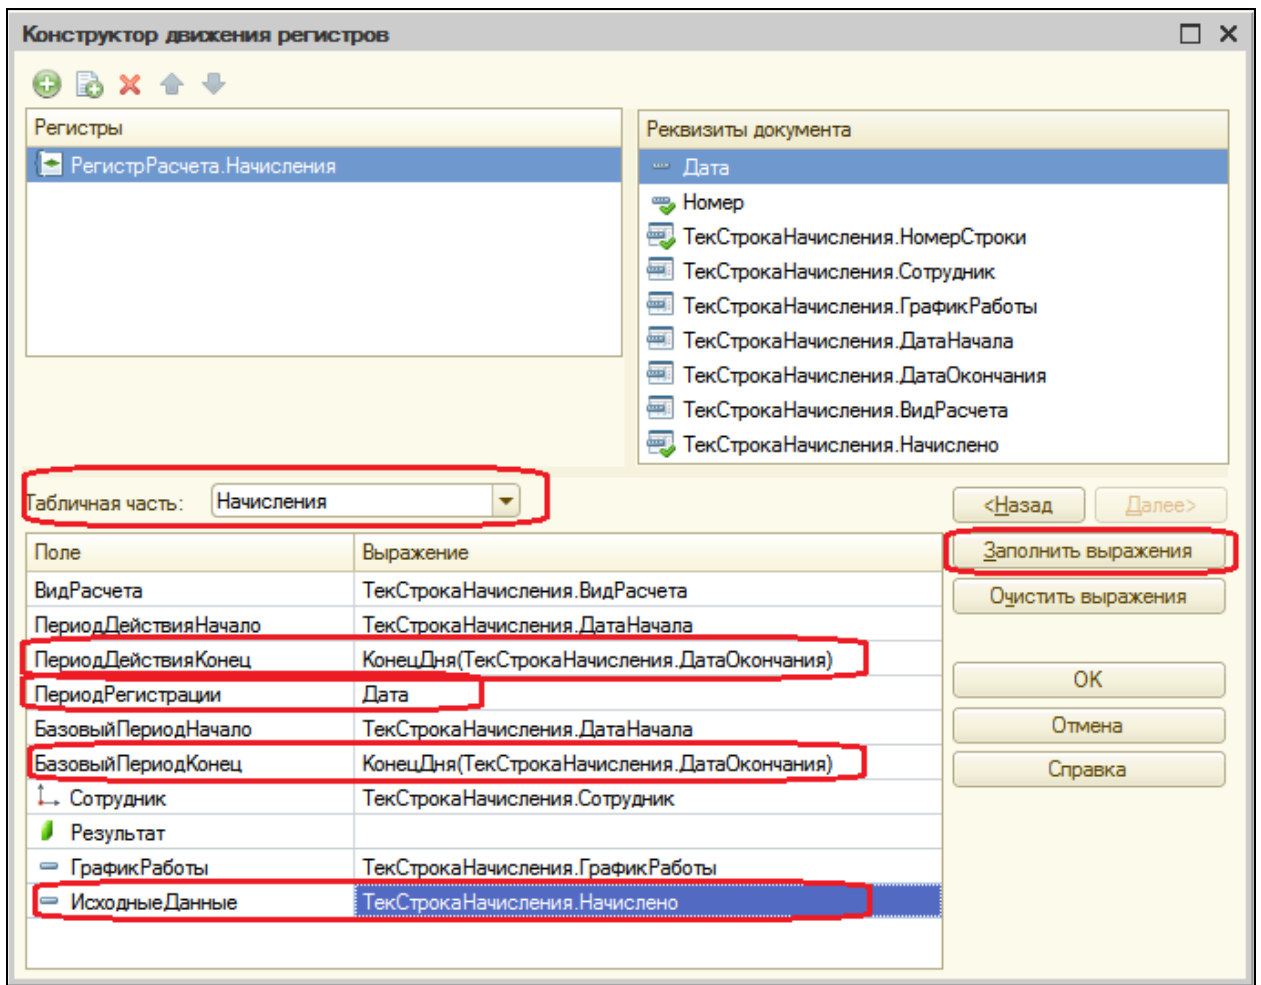 Конструктор движения регистров
Регистры
РегистрРасчета.Начисления
Реквизиты документа
Дата
Номер
ТекСтрокаНачисления.НомерСтроки
ТекСтрокаНачисления.Сотрудник
ТекСтрокаНачисления.ГрафикРаботы
ТекСтрокаНачисления.ДатаНачала
ТекСтрокаНачисления.ДатаОкончания
ТекСтрокаНачисления.ВидРасчета
ТекСтрокаНачисления.Начислено
Табличная часть: Начисления
<Назад Далее>
Поле Выражение
ВидРасчета ТекСтрокаНачисления.ВидРасчета
ПериодДействияНачало ТекСтрокаНачисления.ДатаНачала
ПериодДействияКонец КонецДня(ТекСтрокаНачисления.ДатаОкончания)
ПериодРегистрации Дата
БазовыйПериодНачало ТекСтрокаНачисления.ДатаНачала
БазовыйПериодКонец КонецДня(ТекСтрокаНачисления.ДатаОкончания)
Сотрудник ТекСтрокаНачисления.Сотрудник
Результат
ГрафикРаботы ТекСтрокаНачисления.ГрафикРаботы
ИсходныеДанные ТекСтрокаНачисления.Начислено
Заполнить выражения
Очистить выражения
ОК
Отмена
Справка